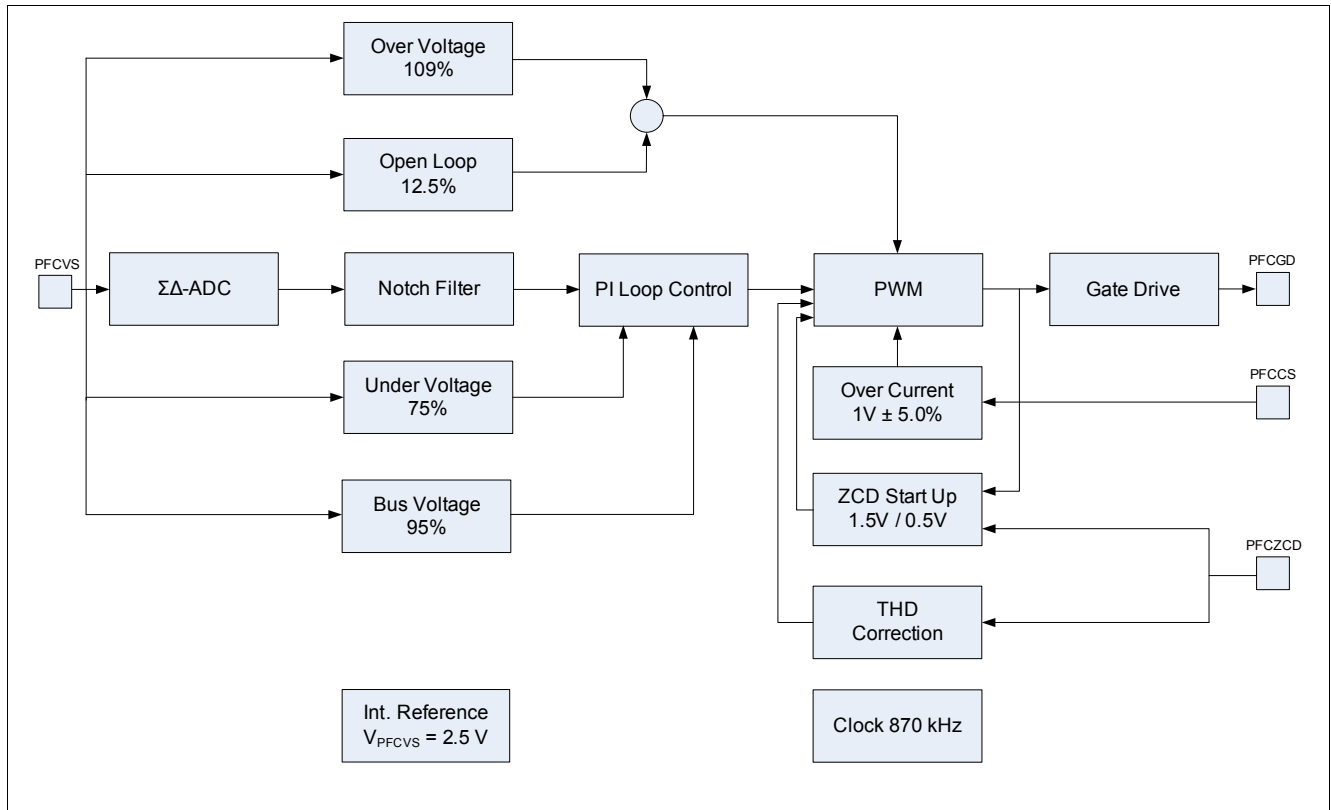 Over Voltage
109%
Open Loop
12.5%
PFCVS
ΣΔ-ADC
Notch Filter
PI Loop Control
PWM
Gate Drive
PFCGD
Under Voltage
75%
Over Current
1V ± 5.0%
PFCCS
Bus Voltage
95%
ZCD Start Up
1.5V / 0.5V
PFCZCD
THD
Correction
Int. Reference
VPFCVS = 2.5 V
Clock 870 kHz